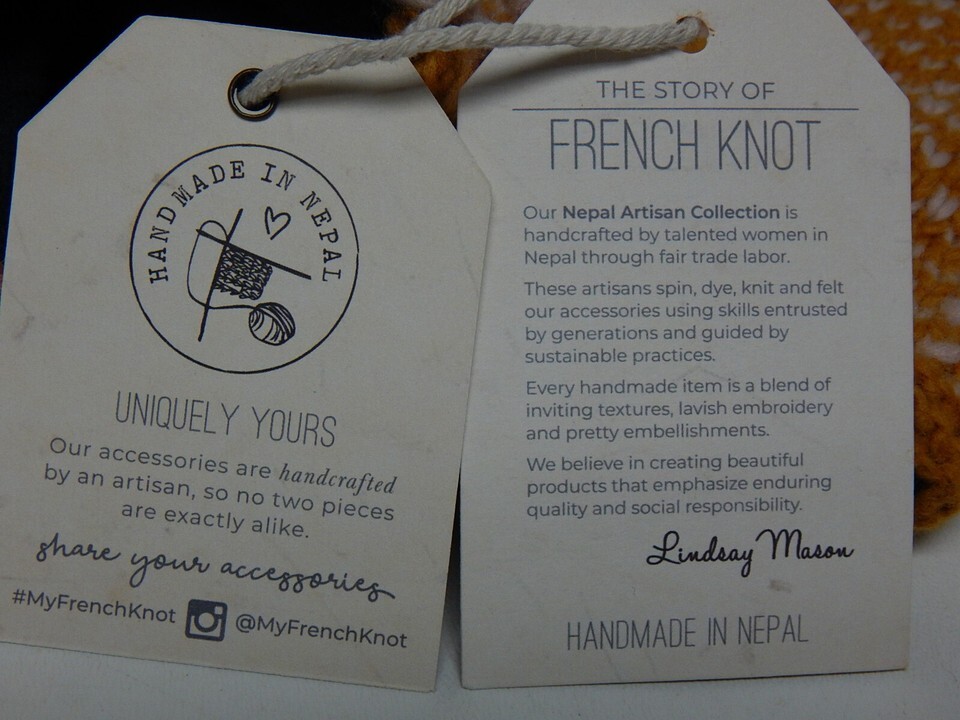 HANDMADE IN NEPAL
UNIQUELY YOURS
Our accessories are handcrafted
by an artisan, so no two pieces
are exactly alike.
share your accessories
#MyFrenchKnot @MyFrenchKnot
THE STORY OF
FRENCH KNOT
Our Nepal Artisan Collection is
handcrafted by talented women in
Nepal through fair trade labor.
These artisans spin, dye, knit and felt
our accessories using skills entrusted
by generations and guided by
sustainable practices.
Every handmade item is a blend of
inviting textures, lavish embroidery
and pretty embellishments.
We believe in creating beautiful
products that emphasize enduring
quality and social responsibility.
Lindsay Mason
HANDMADE IN NEPAL